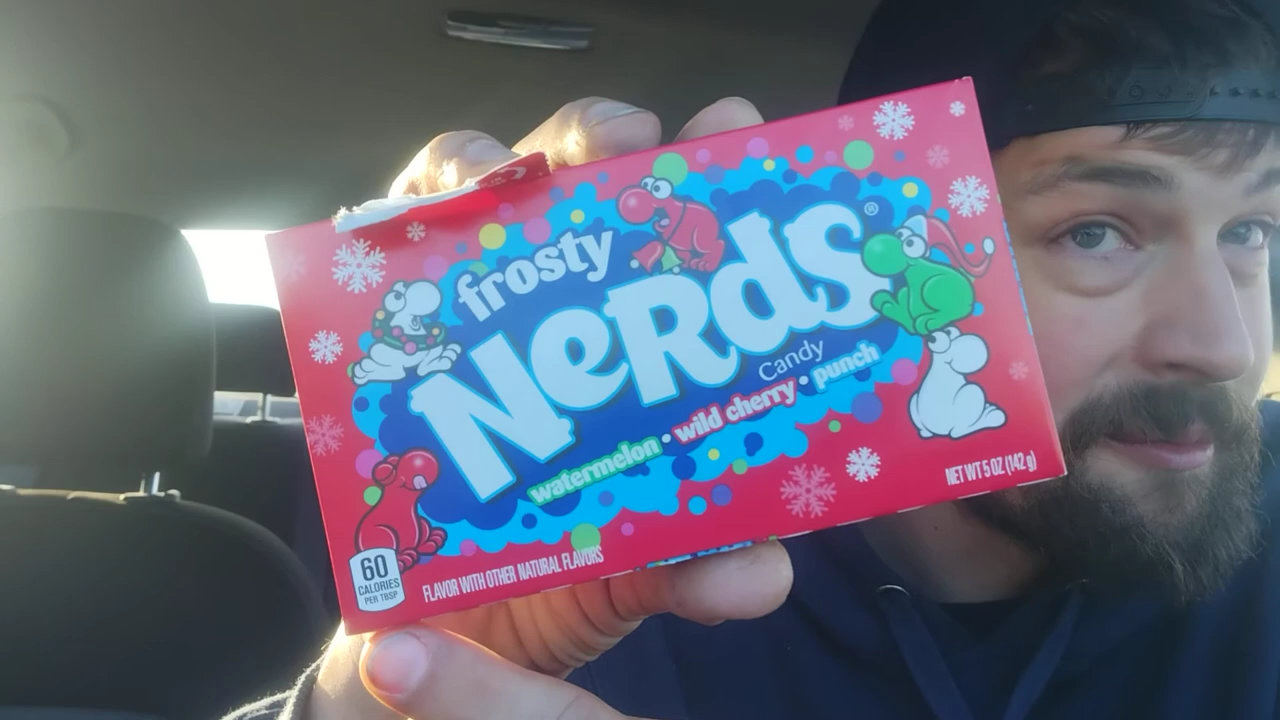 frosty
NeRdS®
Candy
watermelon • wild cherry • punch
NET WT 5 OZ (142 g)
60
CALORIES
PER TBSP
FLAVOR WITH OTHER NATURAL FLAVORS